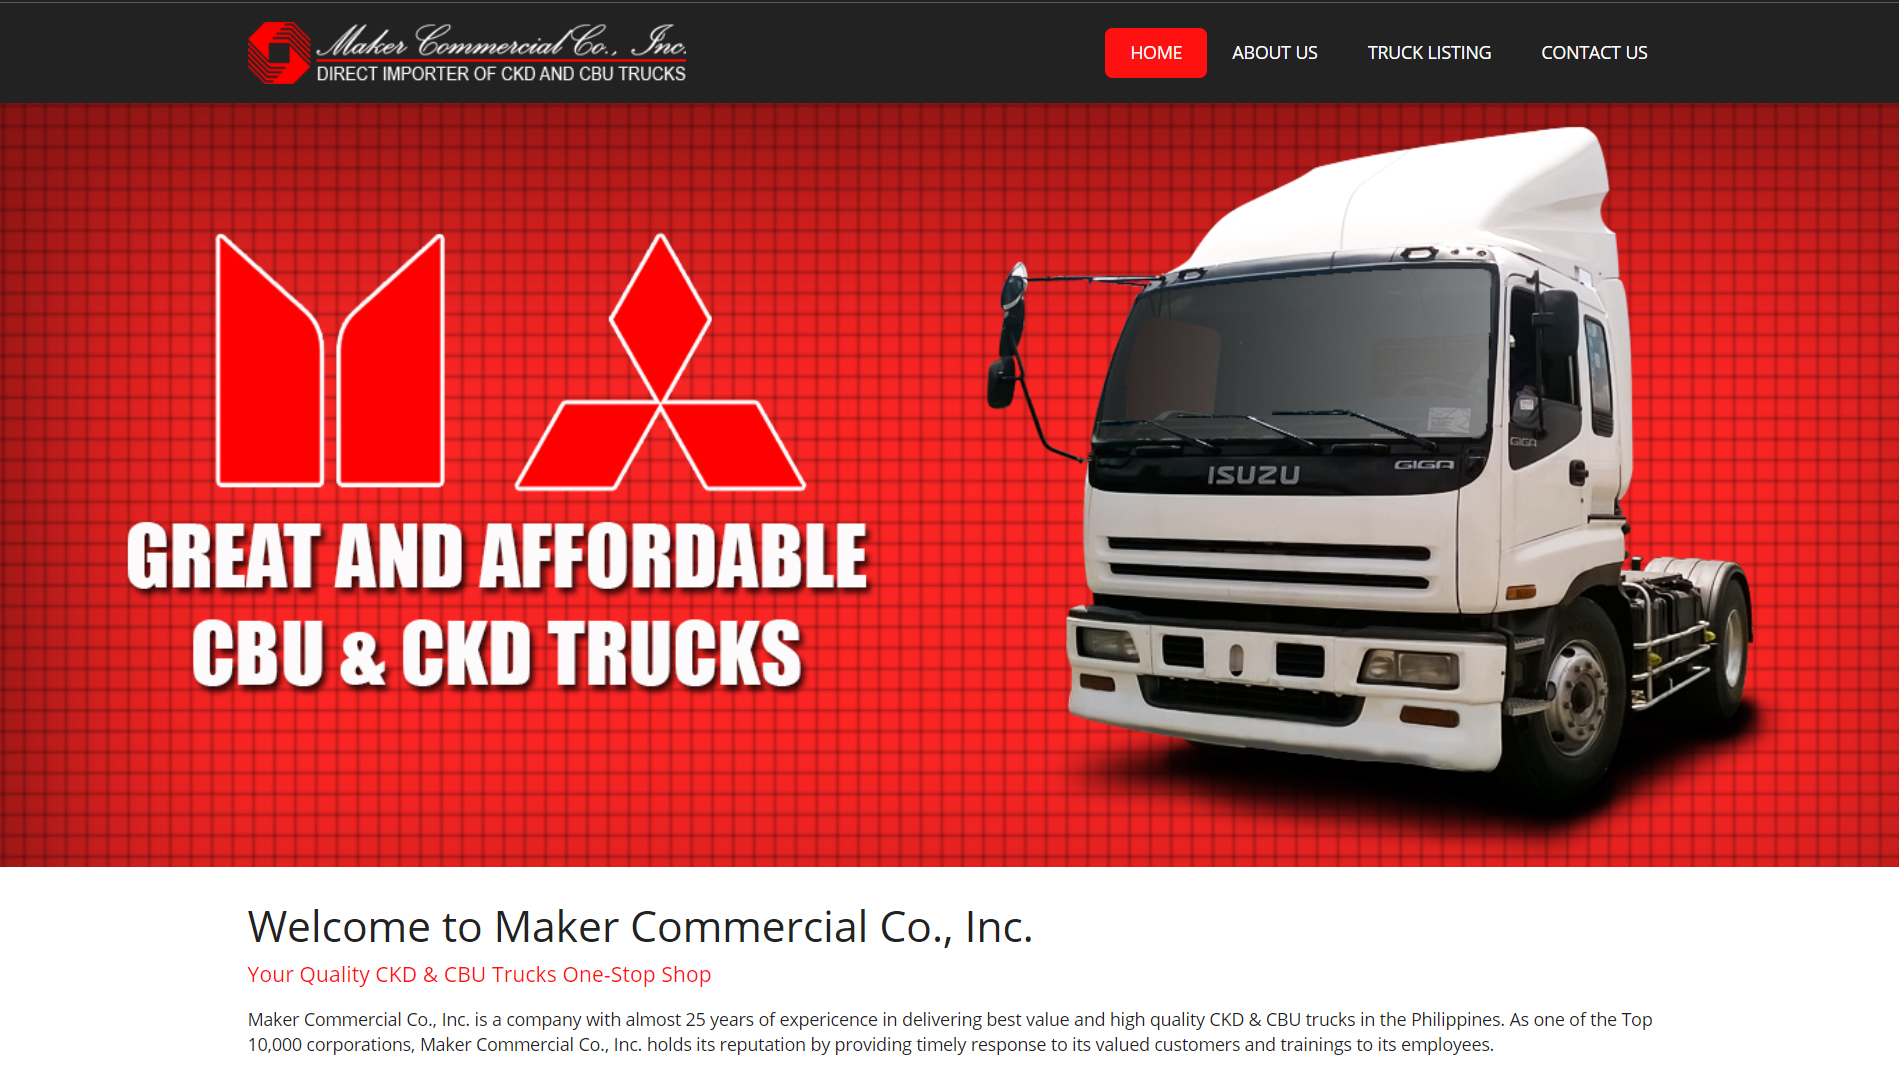 Maker Commercial Co., Inc.
DIRECT IMPORTER OF CKD AND CBU TRUCKS
HOME
ABOUT US
TRUCK LISTING
CONTACT US
GREAT AND AFFORDABLE
CBU & CKD TRUCKS
ISUZU
GIGA
GIGA
Welcome to Maker Commercial Co., Inc.
Your Quality CKD & CBU Trucks One-Stop Shop
Maker Commercial Co., Inc. is a company with almost 25 years of expericence in delivering best value and high quality CKD & CBU trucks in the Philippines. As one of the Top
10,000 corporations, Maker Commercial Co., Inc. holds its reputation by providing timely response to its valued customers and trainings to its employees.